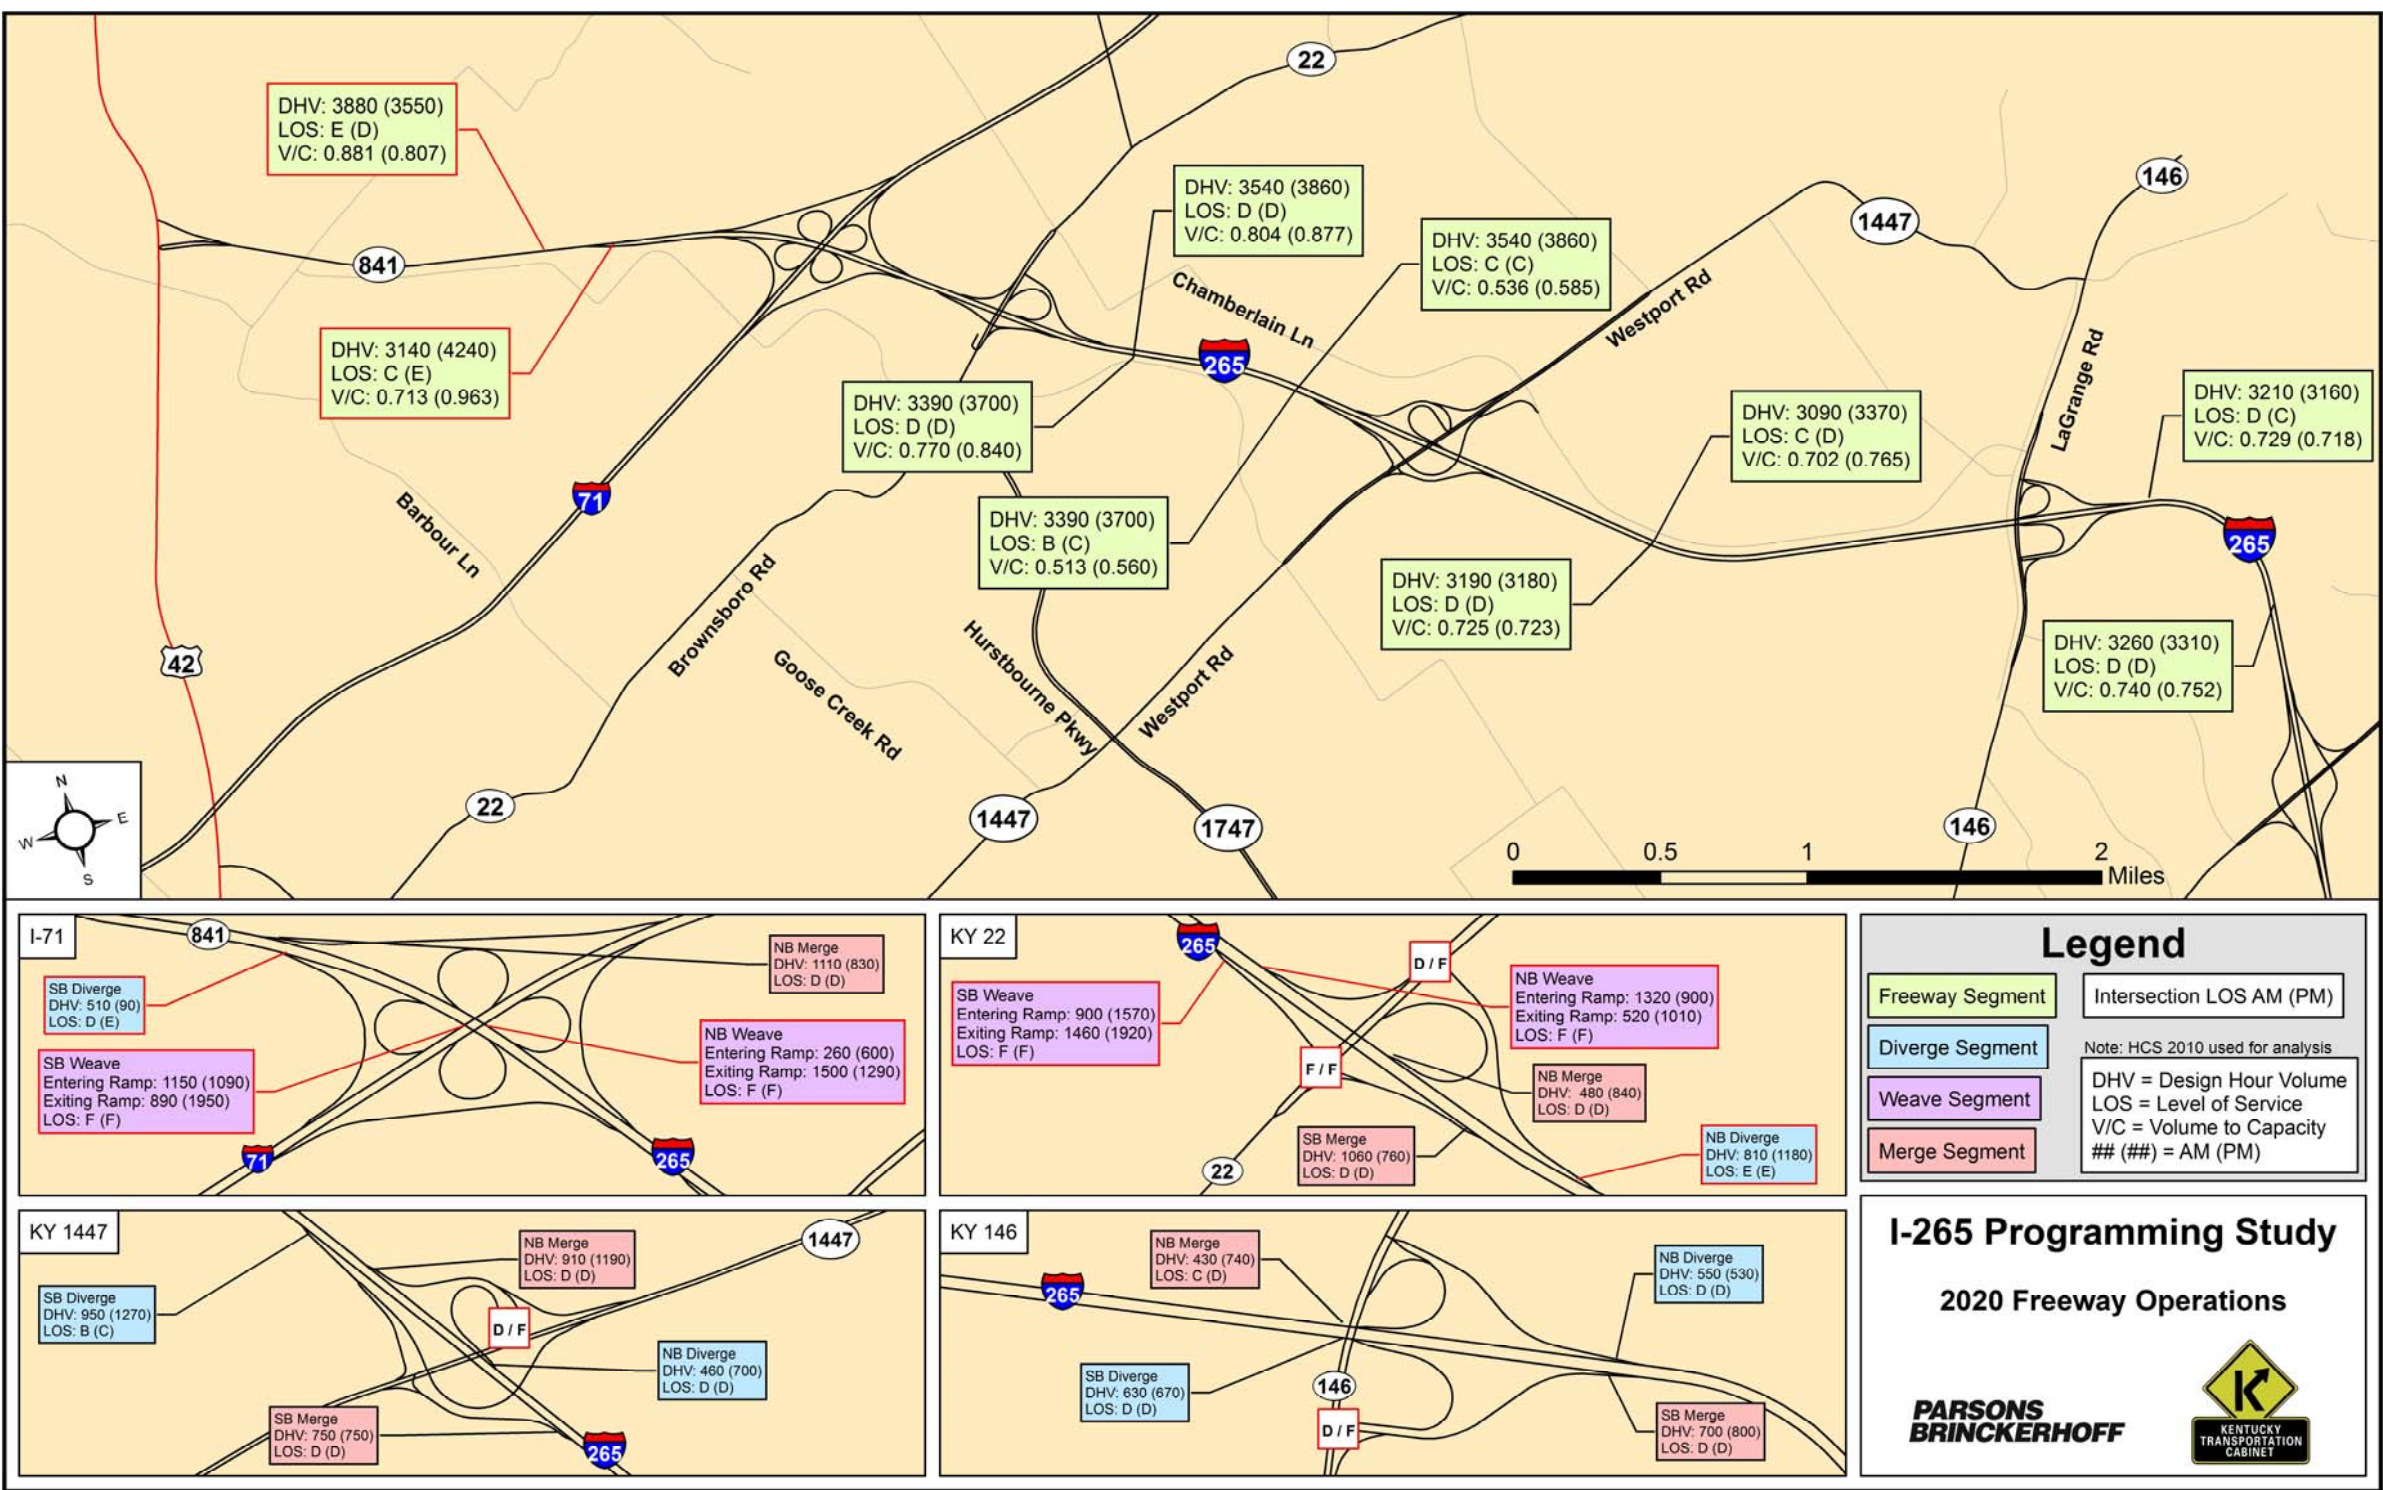 22
DHV: 3880 (3550)
LOS: E (D)
V/C: 0.881 (0.807)
146
DHV: 3540 (3860)
LOS: D (D)
V/C: 0.804 (0.877)
1447
DHV: 3540 (3860)
LOS: C (C)
V/C: 0.536 (0.585)
841
Chamberlain Ln
Westport Rd
265
LaGrange Rd
DHV: 3140 (4240)
LOS: C (E)
V/C: 0.713 (0.963)
DHV: 3390 (3700)
LOS: D (D)
V/C: 0.770 (0.840)
DHV: 3090 (3370)
LOS: C (D)
V/C: 0.702 (0.765)
DHV: 3210 (3160)
LOS: D (C)
V/C: 0.729 (0.718)
71
Barbour Ln
DHV: 3390 (3700)
LOS: B (C)
V/C: 0.513 (0.560)
265
DHV: 3190 (3180)
LOS: D (D)
V/C: 0.725 (0.723)
Brownsboro Rd
42
Goose Creek Rd
Hurstbourne Pkwy
Westport Rd
DHV: 3260 (3310)
LOS: D (D)
V/C: 0.740 (0.752)
N
E
W
S
22
1447
1747
146
0 0.5 1 2
Miles
I-71
841
NB Merge
DHV: 1110 (830)
LOS: D (D)
SB Diverge
DHV: 510 (90)
LOS: D (E)
NB Weave
Entering Ramp: 260 (600)
Exiting Ramp: 1500 (1290)
LOS: F (F)
SB Weave
Entering Ramp: 1150 (1090)
Exiting Ramp: 890 (1950)
LOS: F (F)
71
265
KY 22
265
D / F
SB Weave
Entering Ramp: 900 (1570)
Exiting Ramp: 1460 (1920)
LOS: F (F)
NB Weave
Entering Ramp: 1320 (900)
Exiting Ramp: 520 (1010)
LOS: F (F)
F / F
NB Merge
DHV: 480 (840)
LOS: D (D)
SB Merge
DHV: 1060 (760)
LOS: D (D)
NB Diverge
DHV: 810 (1180)
LOS: E (E)
22
Legend
Freeway Segment
Intersection LOS AM (PM)
Diverge Segment
Note: HCS 2010 used for analysis
Weave Segment
Merge Segment
DHV = Design Hour Volume
LOS = Level of Service
V/C = Volume to Capacity
## (##) = AM (PM)
KY 1447
1447
NB Merge
DHV: 910 (1190)
LOS: D (D)
SB Diverge
DHV: 950 (1270)
LOS: B (C)
D / F
NB Diverge
DHV: 460 (700)
LOS: D (D)
SB Merge
DHV: 750 (750)
LOS: D (D)
265
KY 146
NB Merge
DHV: 430 (740)
LOS: C (D)
265
NB Diverge
DHV: 550 (530)
LOS: D (D)
SB Diverge
DHV: 630 (670)
LOS: D (D)
146
D / F
SB Merge
DHV: 700 (800)
LOS: D (D)
I-265 Programming Study
2020 Freeway Operations
PARSONS
BRINCKERHOFF
K
KENTUCKY
TRANSPORTATION
CABINET